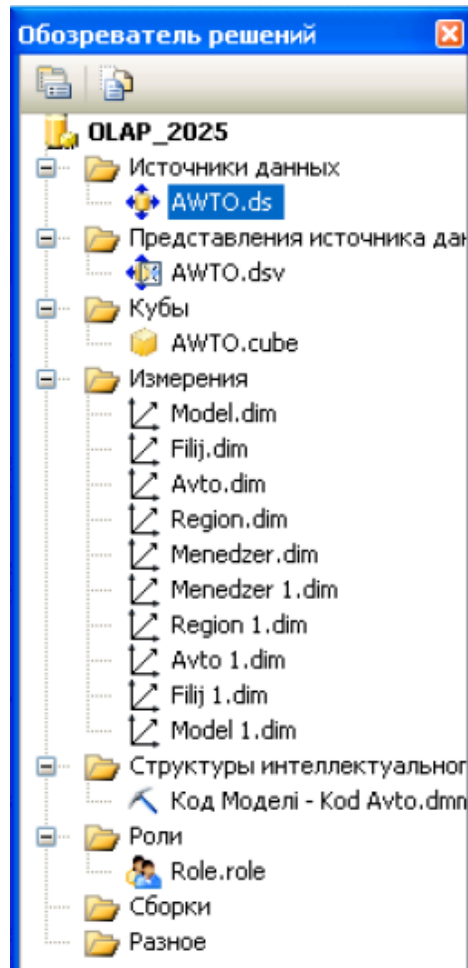 Обозреватель решений
OLAP_2025
Источники данных
AWTO.ds
Представления источника дан
AWTO.dsv
Кубы
AWTO.cube
Измерения
Model.dim
Filij.dim
Avto.dim
Region.dim
Menedzer.dim
Menedzer 1.dim
Region 1.dim
Avto 1.dim
Filij 1.dim
Model 1.dim
Структуры интеллектуальног
Код Моделі - Kod Avto.dmm
Роли
Role.role
Сборки
Разное